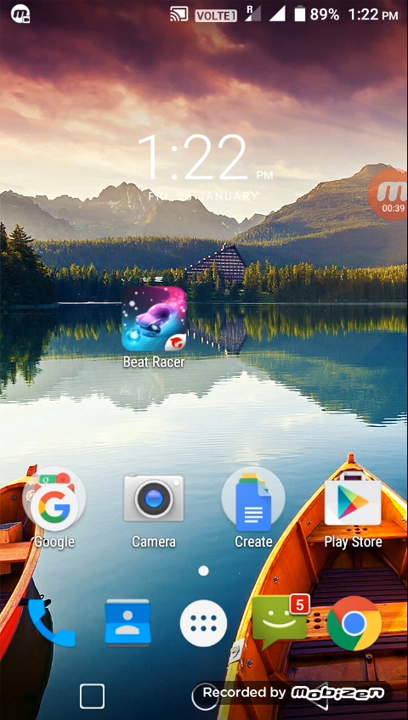 VOLTE1 R 89% 1:22 PM
1:22 PM
FRI, JANUARY
00:39
Beat Racer
Google Camera Create Play Store
5
Recorded by mobizen